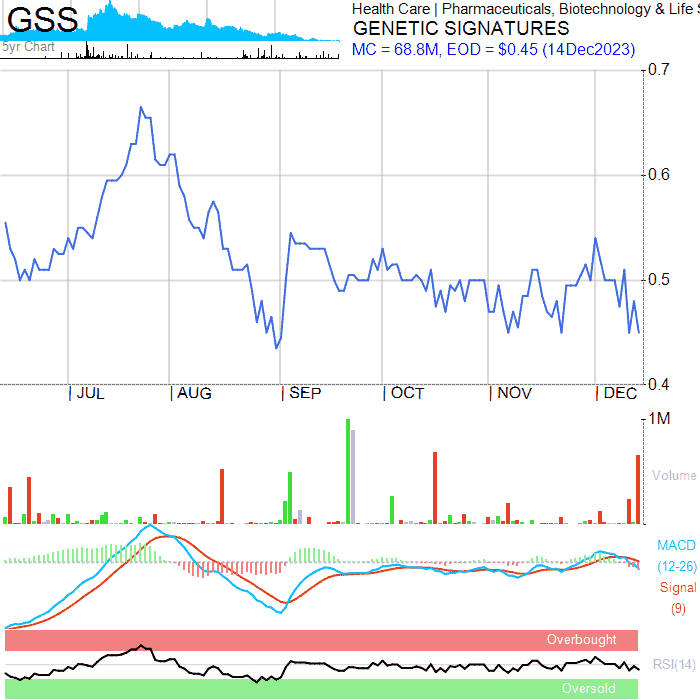 GSS
5yr Chart
Health Care | Pharmaceuticals, Biotechnology & Life S
GENETIC SIGNATURES
MC = 68.8M, EOD = $0.45 (14Dec2023)
0.7
0.6
0.5
0.4
JUL AUG SEP OCT NOV DEC
1M
Volume
MACD
(12-26)
Signal
(9)
Overbought
RSI(14)
Oversold